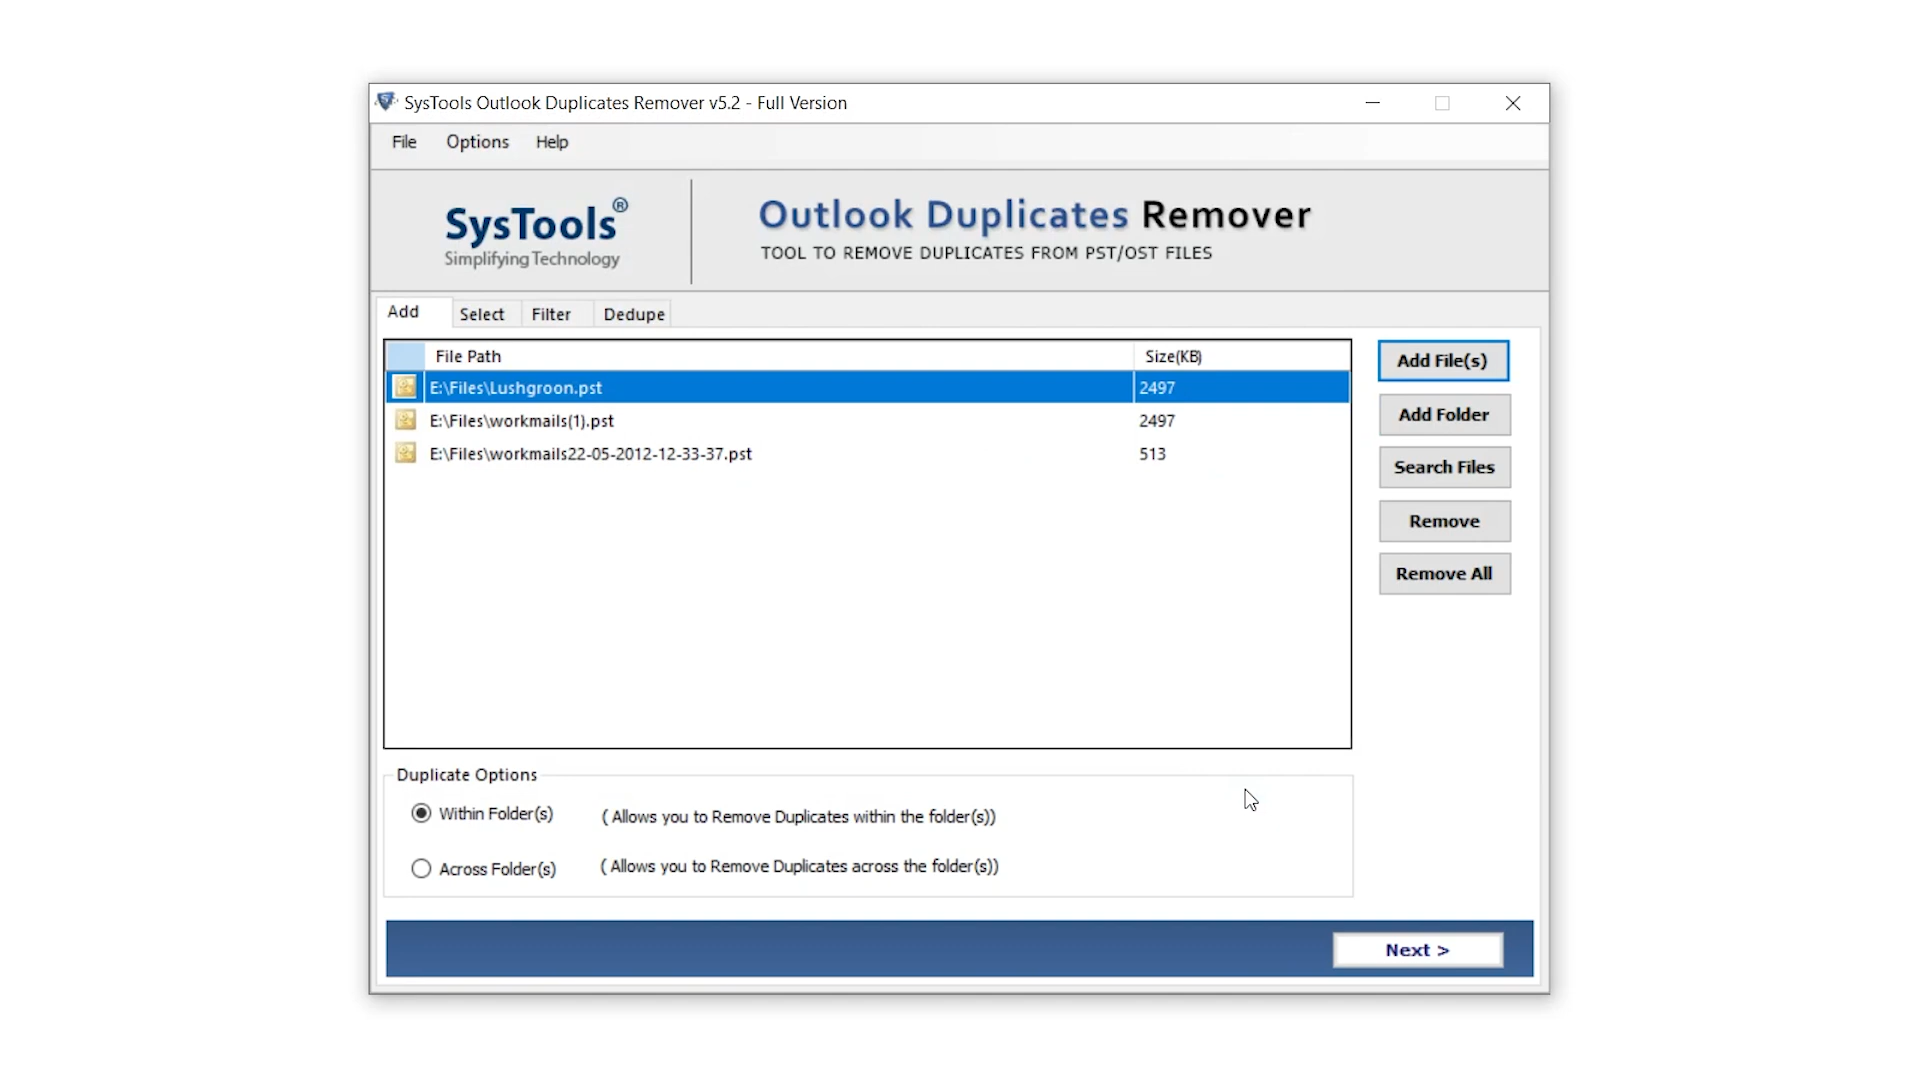 SysTools Outlook Duplicates Remover v5.2 - Full Version
File Options Help
SysTools®
Simplifying Technology
Outlook Duplicates Remover
TOOL TO REMOVE DUPLICATES FROM PST/OST FILES
Add Select Filter Dedupe
File Path Size(KB)
E:\Files\Lushgroon.pst 2497
E:\Files\workmails(1).pst 2497
E:\Files\workmails22-05-2012-12-33-37.pst 513
Add File(s)
Add Folder
Search Files
Remove
Remove All
Duplicate Options
Within Folder(s) ( Allows you to Remove Duplicates within the folder(s))
Across Folder(s) ( Allows you to Remove Duplicates across the folder(s))
Next >